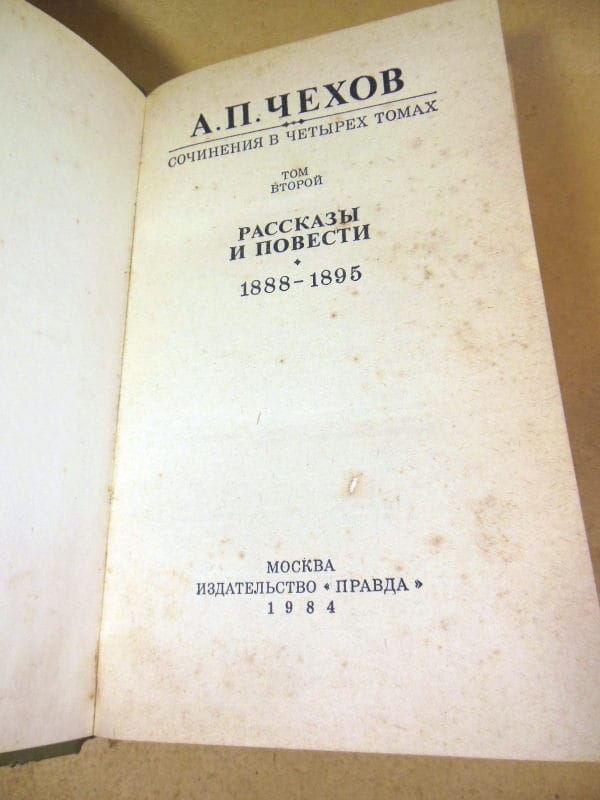 А.П.ЧЕХОВ
СОЧИНЕНИЯ В ЧЕТЫРЕХ ТОМАХ
ТОМ
ВТОРОЙ
РАССКАЗЫ
И ПОВЕСТИ
1888-1895
МОСКВА
ИЗДАТЕЛЬСТВО «ПРАВДА»
1984